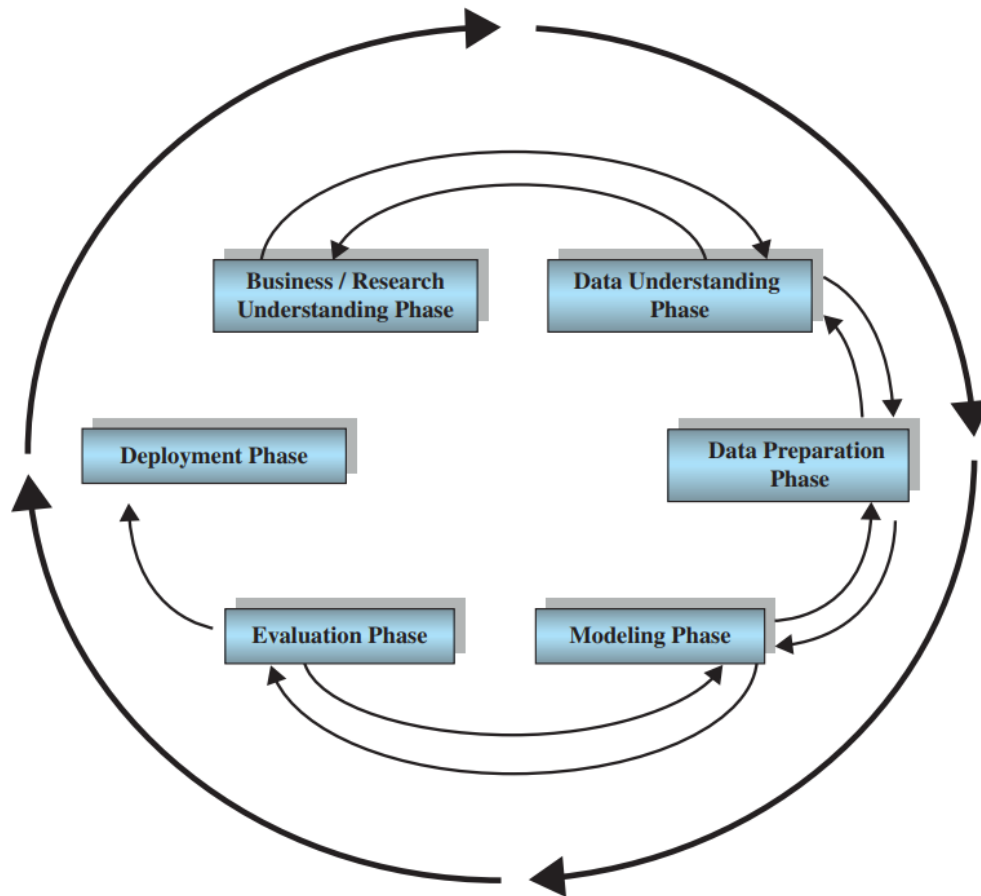 Business / Research
Understanding Phase
Data Understanding
Phase
Deployment Phase
Data Preparation
Phase
Evaluation Phase
Modeling Phase